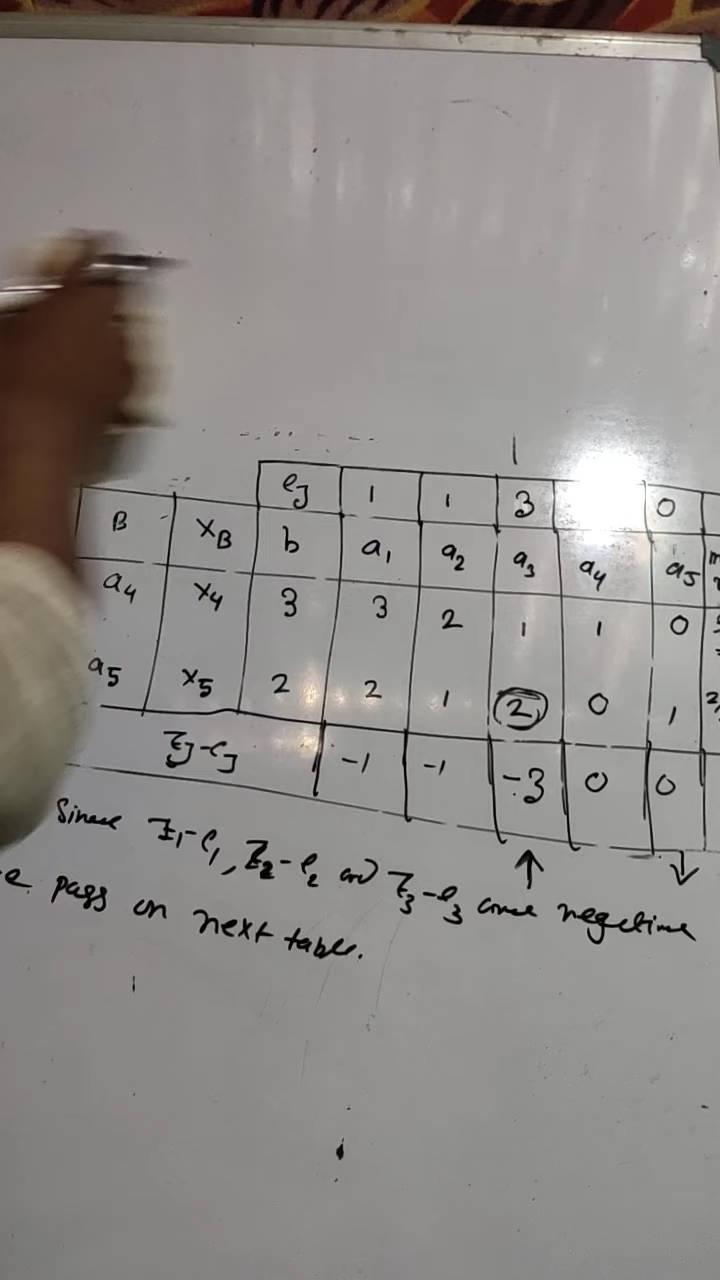 cJ 1 1 3 0
B XB b a1 a2 a3 a4 a5
a4 x4 3 3 2 1 1 0
a5 x5 2 2 1 2 0 1
ZJ-cJ -1 -1 -3 0 0
Since Z1-c1, Z2-c2 and Z3-c3 are negative
pass on next table.